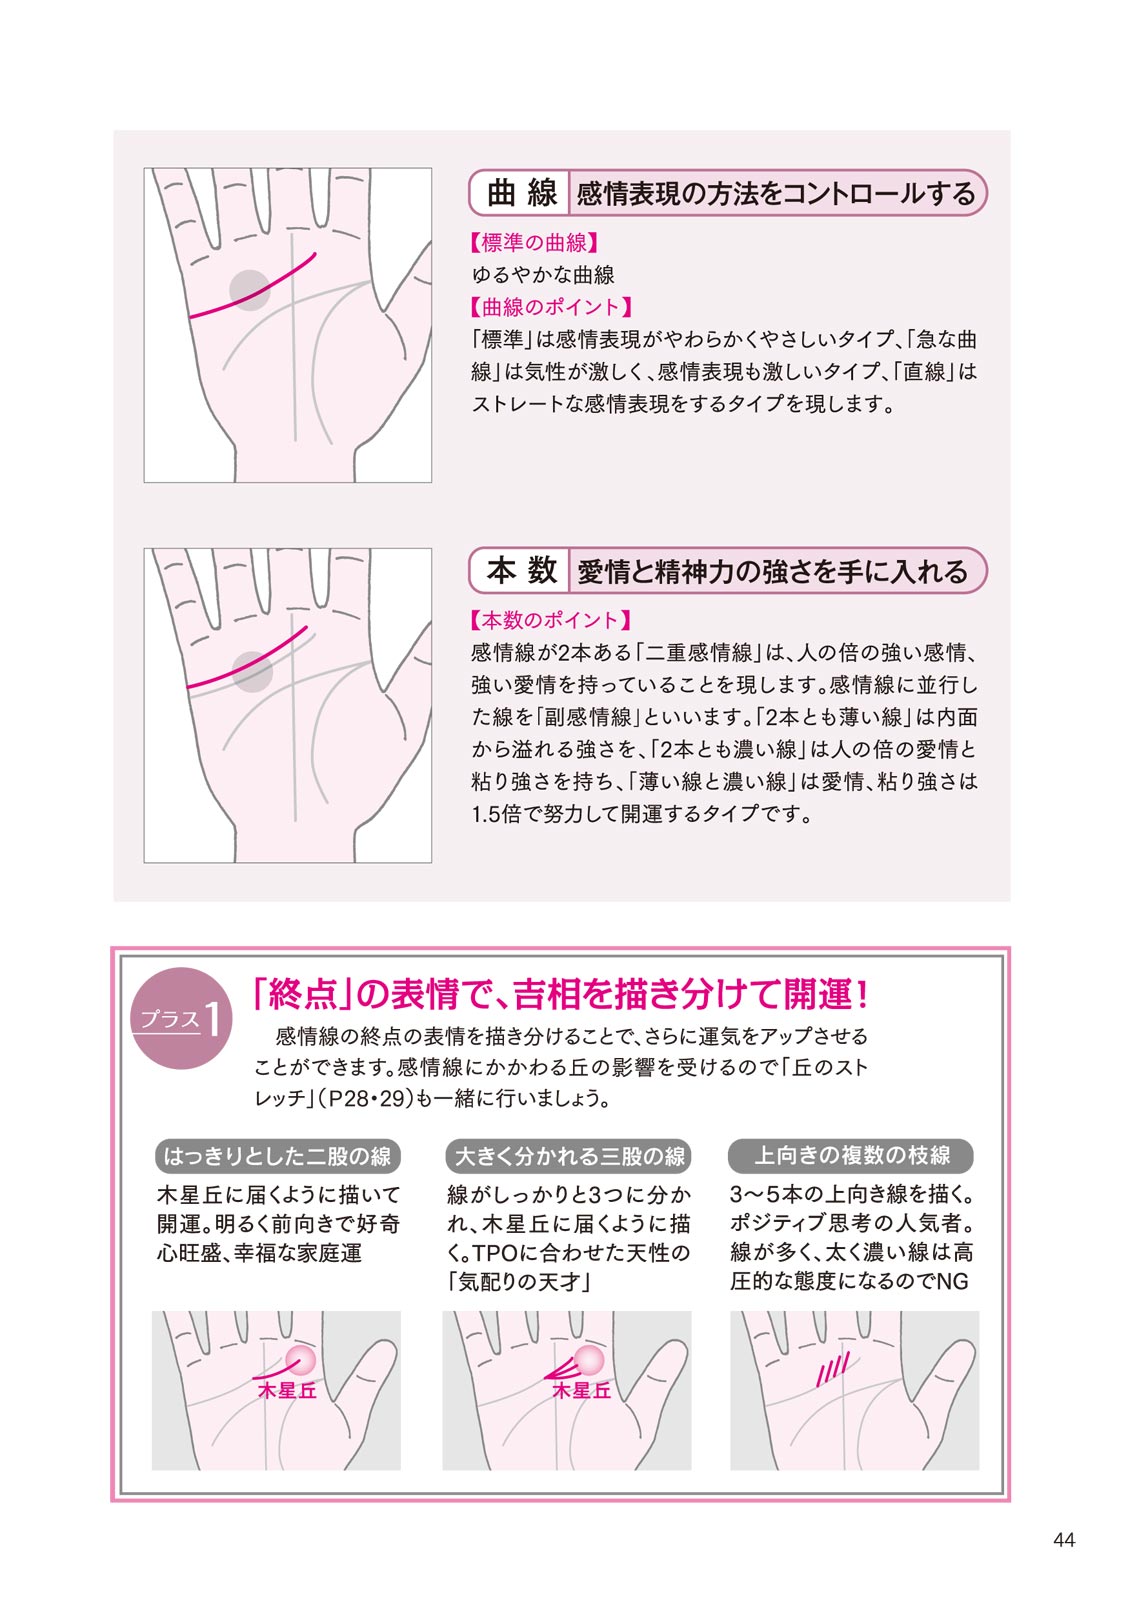 曲線 感情表現の方法をコントロールする
【標準の曲線】
ゆるやかな曲線
【曲線のポイント】
「標準」は感情表現がやわらかくやさしいタイプ、「急な曲
線」は気性が激しく、感情表現も激しいタイプ、「直線」は
ストレートな感情表現をするタイプを現します。
本数 愛情と精神力の強さを手に入れる
【本数のポイント】
感情線が2本ある「二重感情線」は、人の倍の強い感情、
強い愛情を持っていることを現します。感情線に並行し
た線を「副感情線」といいます。「2本とも薄い線」は内面
から溢れる強さを、「2本とも濃い線」は人の倍の愛情と
粘り強さを持ち、「薄い線と濃い線」は愛情、粘り強さは
1.5倍で努力して開運するタイプです。
プラス1
「終点」の表情で、吉相を描き分けて開運！
感情線の終点の表情を描き分けることで、さらに運気をアップさせる
ことができます。感情線にかかわる丘の影響を受けるので「丘のスト
レッチ」（P28・29）も一緒に行いましょう。
はっきりとした二股の線
木星丘に届くように描いて
開運。明るく前向きで好奇
心旺盛、幸福な家庭運
木星丘
大きく分かれる三股の線
線がしっかりと3つに分か
れ、木星丘に届くように描
く。TPOに合わせた天性の
「気配りの天才」
木星丘
上向きの複数の枝線
3〜5本の上向き線を描く。
ポジティブ思考の人気者。
線が多く、太く濃い線は高
圧的な態度になるのでNG
44